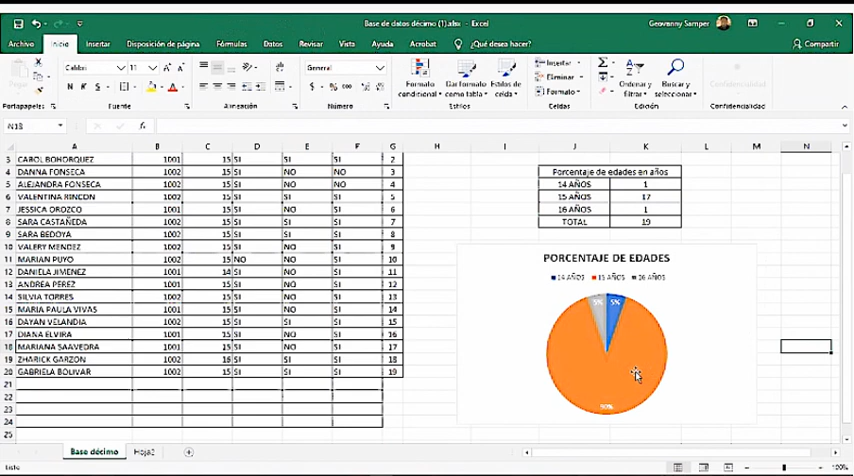 Base de datos décimo (1).xlsx - Excel
Geovanny Samper
Archivo Inicio Insertar Disposición de página Fórmulas Datos Revisar Vista Ayuda Acrobat ¿Qué desea hacer? Compartir
Pegar
Calibri 11
General
N K S
Formato condicional
Dar formato como tabla
Estilos de celda
Insertar
Eliminar
Formato
Ordenar y filtrar
Buscar y seleccionar
Confidencialidad
Portapapeles Fuente Alineación Número Estilos Celdas Edición Confidencialidad
N18 fx
A B C D E F G H I J K L M N
3 CAROL BOHORQUEZ 1001 15 SI SI SI 2
4 DANNA FONSECA 1002 15 SI NO NO 3
5 ALEJANDRA FONSECA 1002 15 SI NO NO 4
6 VALENTINA RINCON 1002 15 SI SI SI 5
7 JESSICA OROZCO 1001 15 SI NO SI 6
8 SARA CASTAÑEDA 1002 15 SI SI SI 7
9 SARA BEDOYA 1002 15 SI SI SI 8
10 VALERY MENDEZ 1002 15 SI NO SI 9
11 MARIAN PUYO 1002 15 NO NO SI 10
12 DANIELA JIMENEZ 1001 14 SI NO SI 11
13 ANDREA PEREZ 1001 15 SI NO SI 12
14 SILVIA TORRES 1002 15 SI NO SI 13
15 MARIA PAULA VIVAS 1002 15 SI NO SI 14
16 DAYAN VELANDIA 1002 15 SI SI SI 15
17 DIANA ELVIRA 1002 15 SI NO SI 16
18 MARIANA SAAVEDRA 1002 15 SI NO SI 17
19 ZHARICK GARZON 1002 16 SI SI SI 18
20 GABRIELA BOLIVAR 1002 15 SI SI SI 19
21
22
23
24
25
Porcentaje de edades en años
14 AÑOS 1
15 AÑOS 17
16 AÑOS 1
TOTAL 19
PORCENTAJE DE EDADES
14 AÑOS 15 AÑOS 16 AÑOS
5% 5%
90%
Base décimo Hoja2
Listo
100%